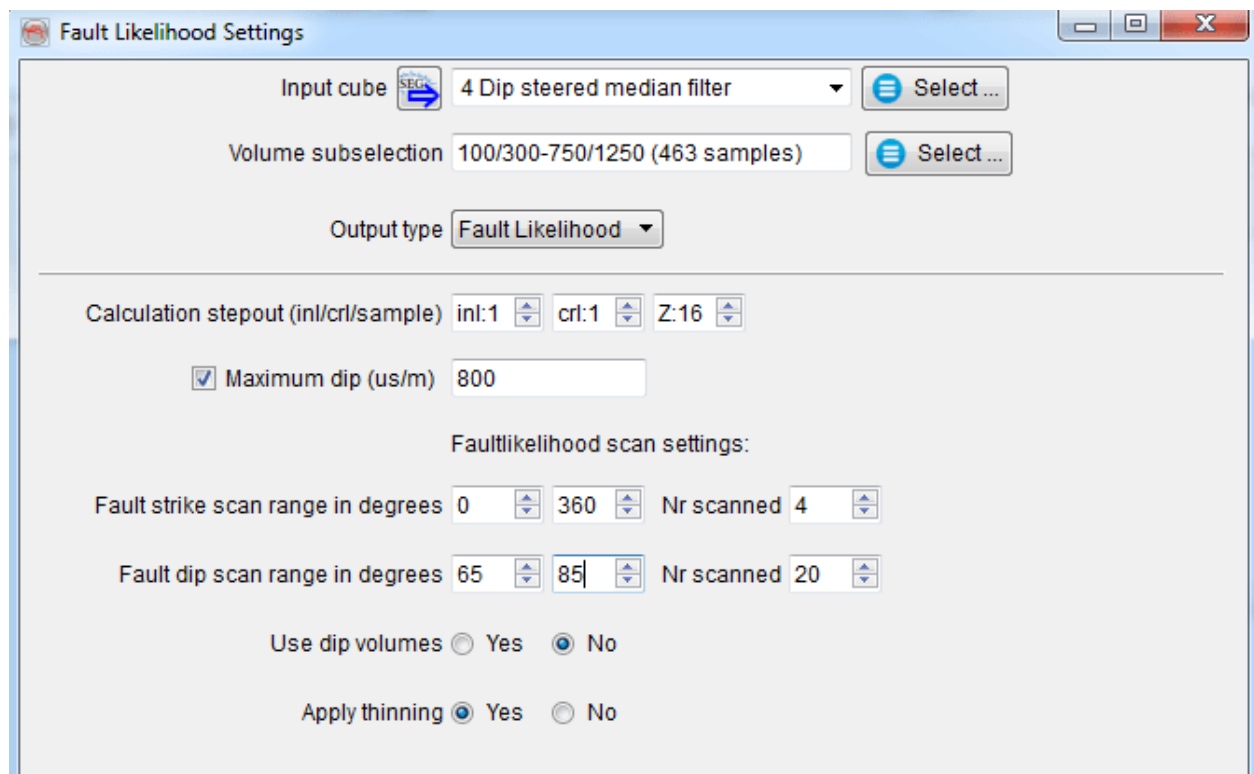 Fault Likelihood Settings
Input cube SEG 4 Dip steered median filter Select ...
Volume subselection 100/300-750/1250 (463 samples) Select ...
Output type Fault Likelihood
Calculation stepout (inl/crl/sample) inl:1 crl:1 Z:16
Maximum dip (us/m) 800
Faultlikelihood scan settings:
Fault strike scan range in degrees 0 360 Nr scanned 4
Fault dip scan range in degrees 65 85 Nr scanned 20
Use dip volumes Yes No
Apply thinning Yes No